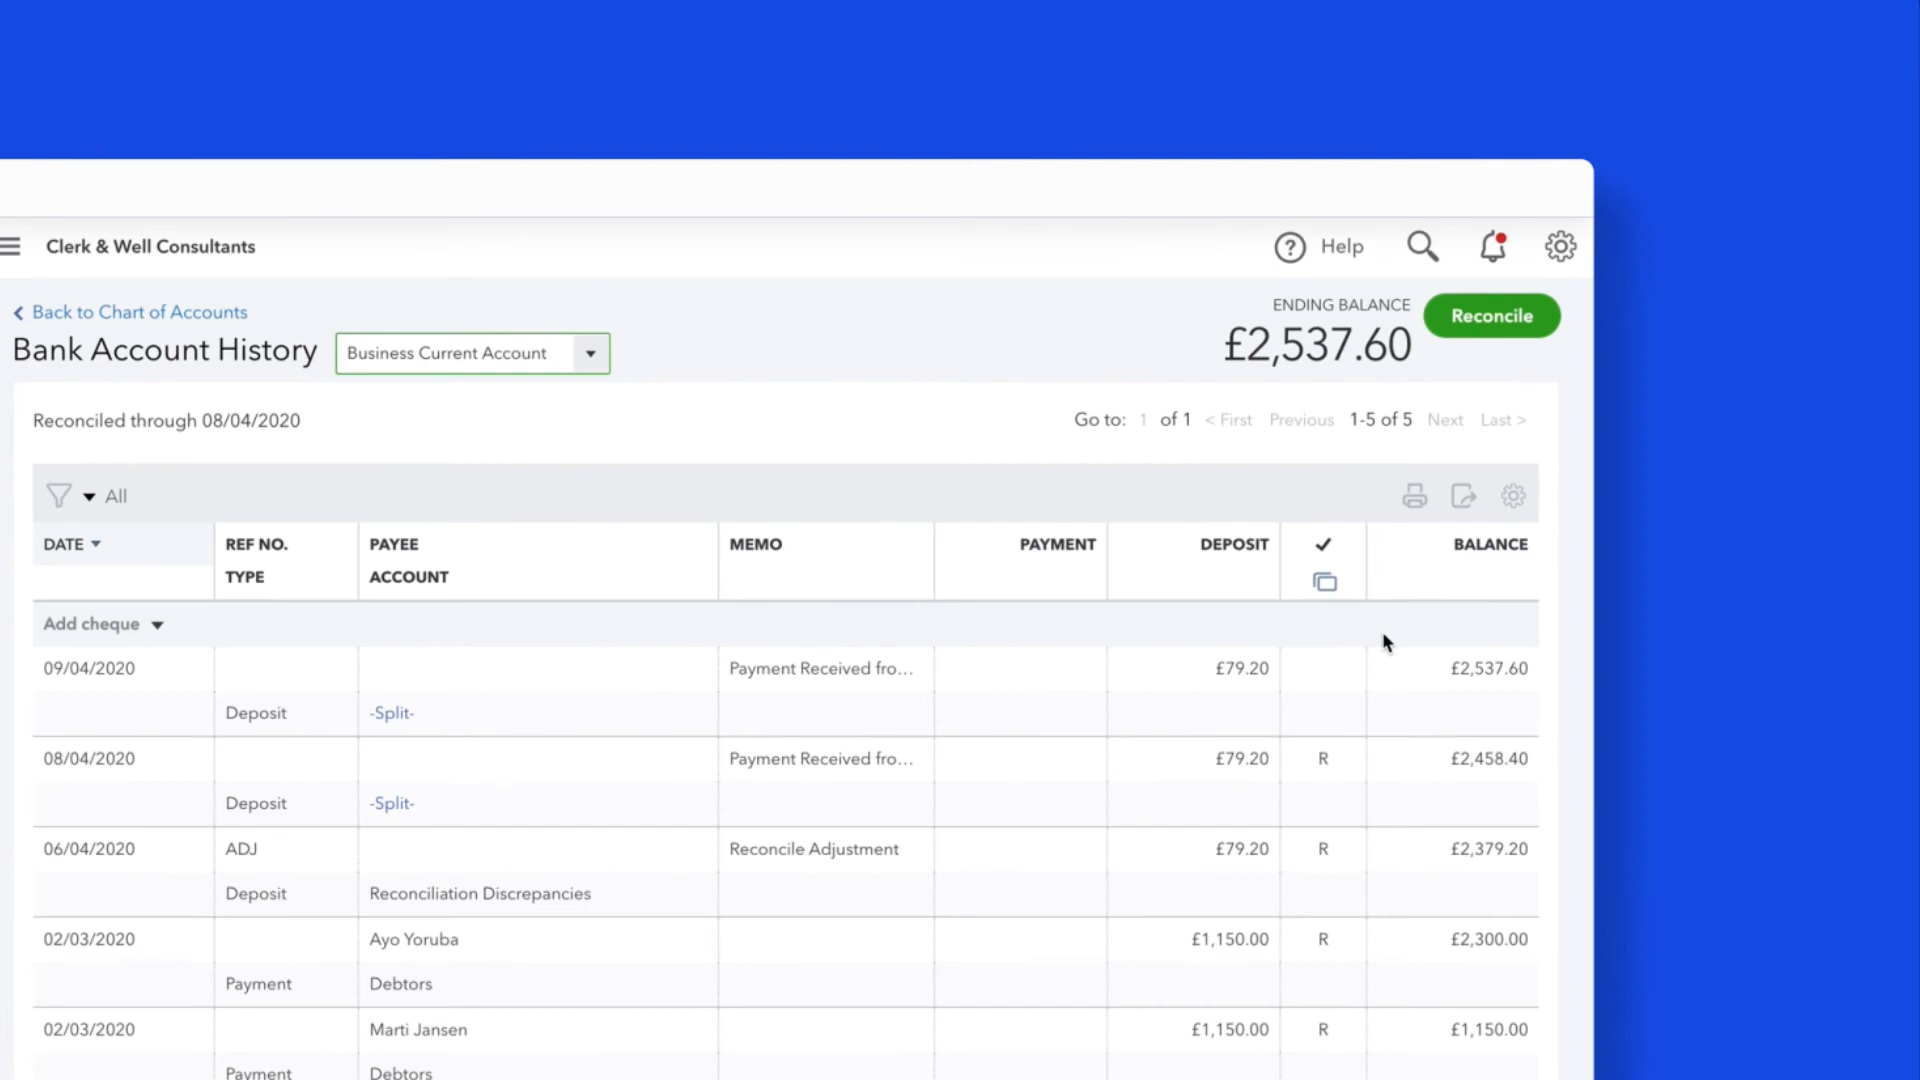 Clerk & Well Consultants
? Help
Back to Chart of Accounts
ENDING BALANCE
Reconcile
Bank Account History
Business Current Account
£2,537.60
Reconciled through 08/04/2020
Go to: 1 of 1 < First Previous 1-5 of 5 Next Last >
All
DATE REF NO. PAYEE MEMO PAYMENT DEPOSIT ✓ BALANCE
TYPE ACCOUNT
Add cheque
09/04/2020 Payment Received fro... £79.20 £2,537.60
Deposit -Split-
08/04/2020 Payment Received fro... £79.20 R £2,458.40
Deposit -Split-
06/04/2020 ADJ Reconcile Adjustment £79.20 R £2,379.20
Deposit Reconciliation Discrepancies
02/03/2020 Ayo Yoruba £1,150.00 R £2,300.00
Payment Debtors
02/03/2020 Marti Jansen £1,150.00 R £1,150.00
Payment Debtors